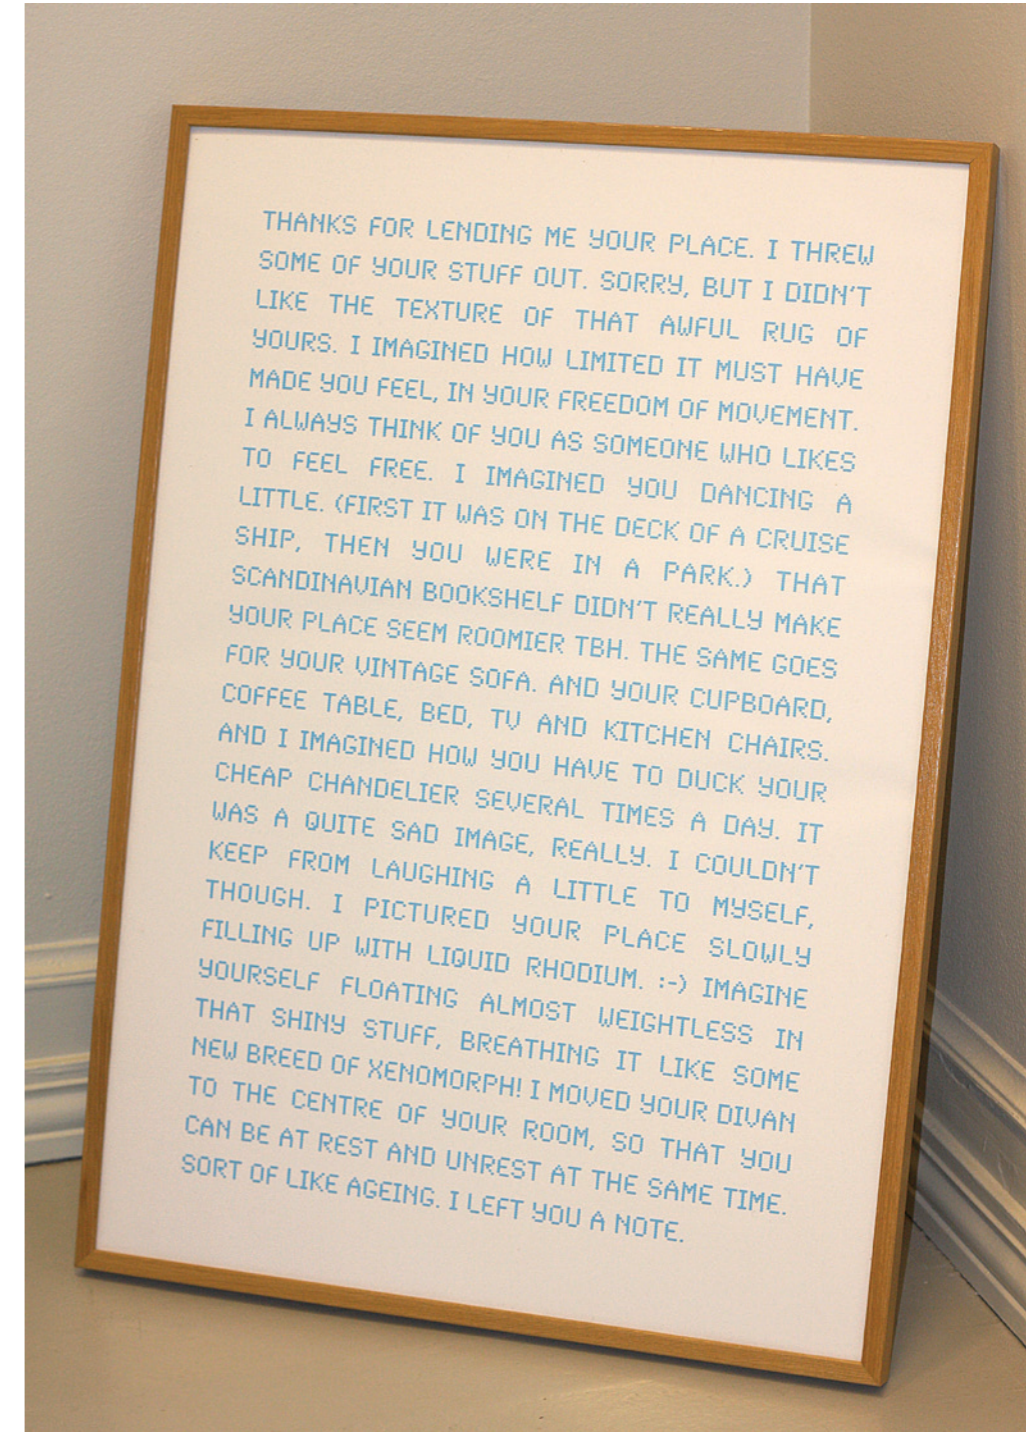 THANKS FOR LENDING ME YOUR PLACE. I THREW
SOME OF YOUR STUFF OUT. SORRY, BUT I DIDN'T
LIKE THE TEXTURE OF THAT AWFUL RUG OF
YOURS. I IMAGINED HOW LIMITED IT MUST HAVE
MADE YOU FEEL, IN YOUR FREEDOM OF MOVEMENT.
I ALWAYS THINK OF YOU AS SOMEONE WHO LIKES
TO FEEL FREE. I IMAGINED YOU DANCING A
LITTLE. (FIRST IT WAS ON THE DECK OF A CRUISE
SHIP, THEN YOU WERE IN A PARK.) THAT
SCANDINAVIAN BOOKSHELF DIDN'T REALLY MAKE
YOUR PLACE SEEM ROOMIER TBH. THE SAME GOES
FOR YOUR VINTAGE SOFA. AND YOUR CUPBOARD,
COFFEE TABLE, BED, TV AND KITCHEN CHAIRS.
AND I IMAGINED HOW YOU HAVE TO DUCK YOUR
CHEAP CHANDELIER SEVERAL TIMES A DAY. IT
WAS A QUITE SAD IMAGE, REALLY. I COULDN'T
KEEP FROM LAUGHING A LITTLE TO MYSELF,
THOUGH. I PICTURED YOUR PLACE SLOWLY
FILLING UP WITH LIQUID RHODIUM. :-) IMAGINE
YOURSELF FLOATING ALMOST WEIGHTLESS IN
THAT SHINY STUFF, BREATHING IT LIKE SOME
NEW BREED OF XENOMORPH! I MOVED YOUR DIVAN
TO THE CENTRE OF YOUR ROOM, SO THAT YOU
CAN BE AT REST AND UNREST AT THE SAME TIME.
SORT OF LIKE AGEING. I LEFT YOU A NOTE.